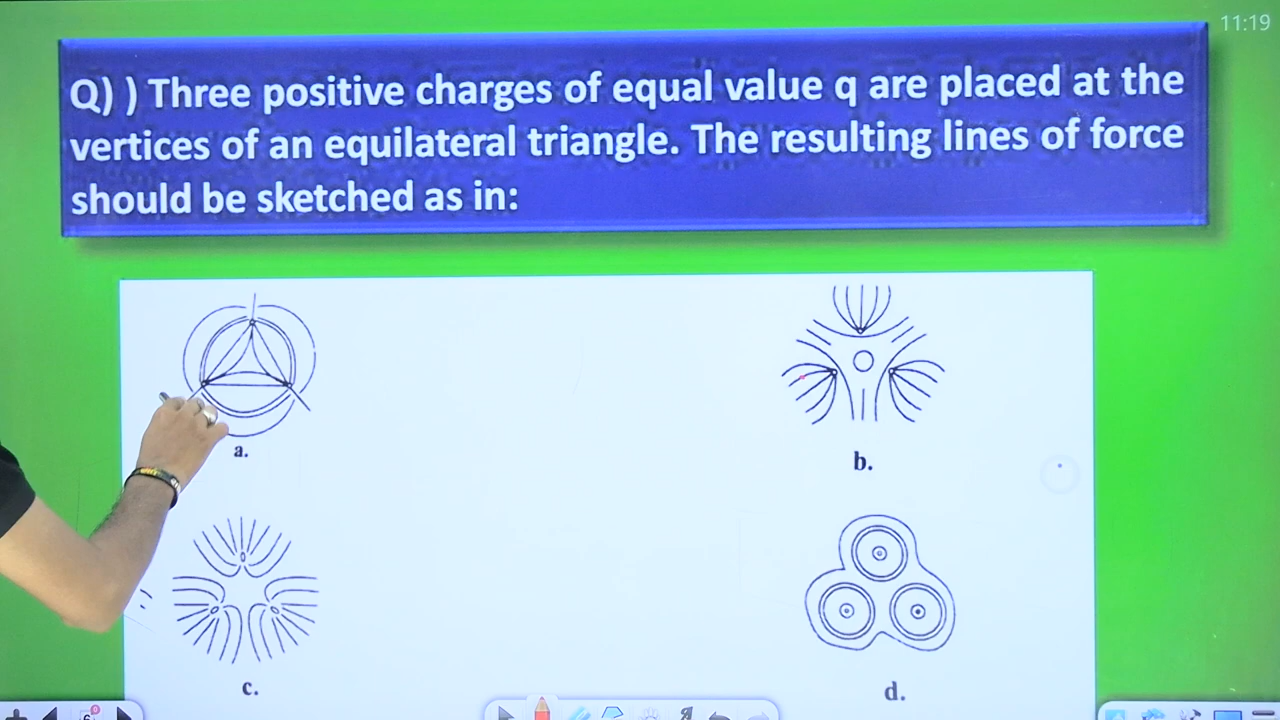 11:19
Q) ) Three positive charges of equal value q are placed at the
vertices of an equilateral triangle. The resulting lines of force
should be sketched as in:
a.
b.
c.
d.